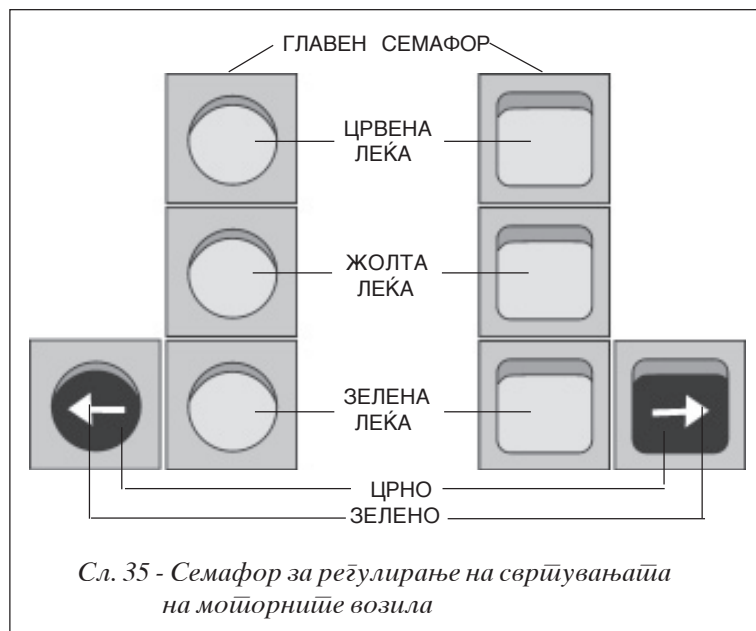 ГЛАВЕН СЕМАФОР
ЦРВЕНА
ЛЕЌА
ЖОЛТА
ЛЕЌА
ЗЕЛЕНА
ЛЕЌА
ЦРНО
ЗЕЛЕНО
Сл. 35 - Семафор за регулирање на свртувањата
на моторните возила